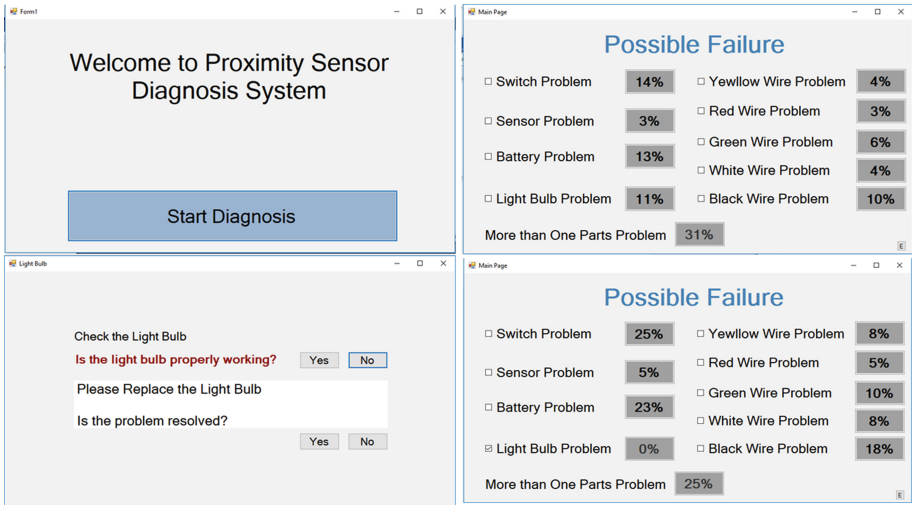 Form1
Welcome to Proximity Sensor
Diagnosis System
Start Diagnosis
Main Page
Possible Failure
Switch Problem 14% Yewllow Wire Problem 4%
Sensor Problem 3% Red Wire Problem 3%
Battery Problem 13% Green Wire Problem 6%
White Wire Problem 4%
Light Bulb Problem 11% Black Wire Problem 10%
More than One Parts Problem 31%
E
Light Bulb
Check the Light Bulb
Is the light bulb properly working? Yes No
Please Replace the Light Bulb
Is the problem resolved?
Yes No
Main Page
Possible Failure
Switch Problem 25% Yewllow Wire Problem 8%
Sensor Problem 5% Red Wire Problem 5%
Battery Problem 23% Green Wire Problem 10%
White Wire Problem 8%
Light Bulb Problem 0% Black Wire Problem 18%
More than One Parts Problem 25%
E